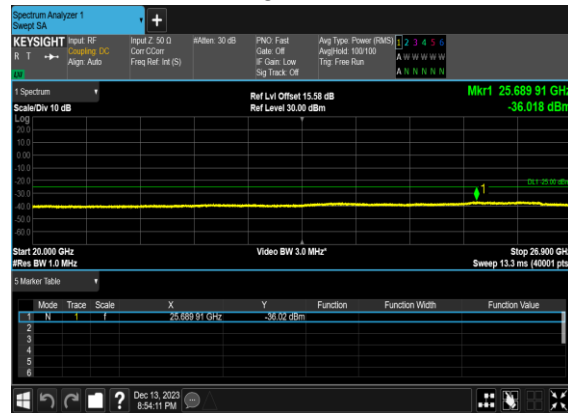 Spectrum Analyzer 1
Swept SA
+
KEYSIGHT Input: RF Input Z: 50 Ω #Atten: 30 dB PNO: Fast Avg Type: Power (RMS) 1 2 3 4 5 6
R T Coupling: DC Corr CCorr Gate: Off Avg|Hold: 100/100 A W W W W W
Align: Auto Freq Ref: Int (S) IF Gain: Low Trig: Free Run
LXI Sig Track: Off A N N N N N
1 Spectrum Ref Lvl Offset 15.58 dB Mkr1 25.689 91 GHz
Scale/Div 10 dB Ref Level 30.00 dBm -36.018 dBm
Log
20.0
10.0
0.00
-10.0
-20.0
DL1 -25.00 dBm
-30.0
1
-40.0
-50.0
-60.0
Start 20.000 GHz Video BW 3.0 MHz* Stop 26.900 GHz
#Res BW 1.0 MHz Sweep 13.3 ms (40001 pts)
5 Marker Table
Mode Trace Scale X Y Function Function Width Function Value
1 N 1 f 25.689 91 GHz -36.02 dBm
2
3
4
5
6
? Dec 13, 2023
8:54:11 PM